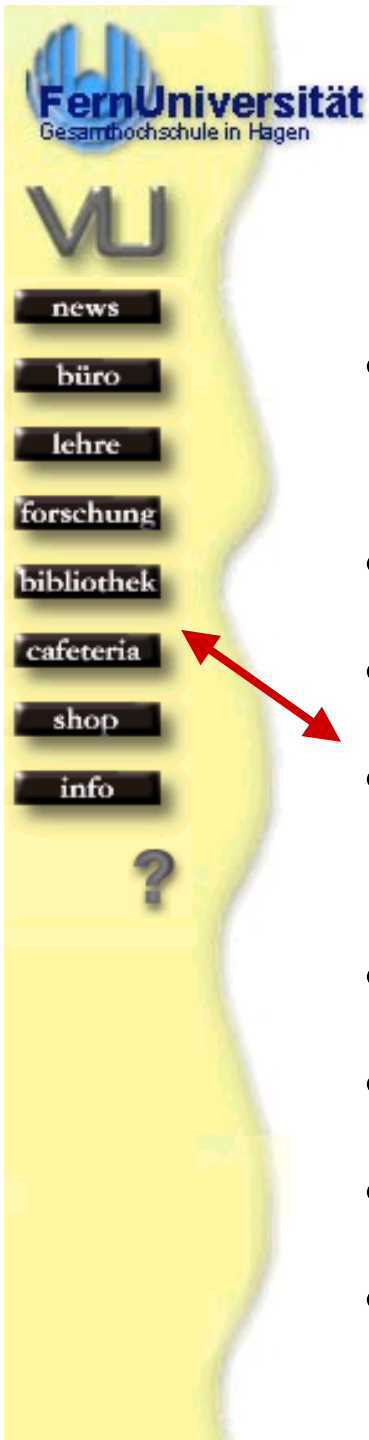 FernUniversität
Gesamthochschule in Hagen
VU
news
büro
lehre
forschung
bibliothek
cafeteria
shop
info
?